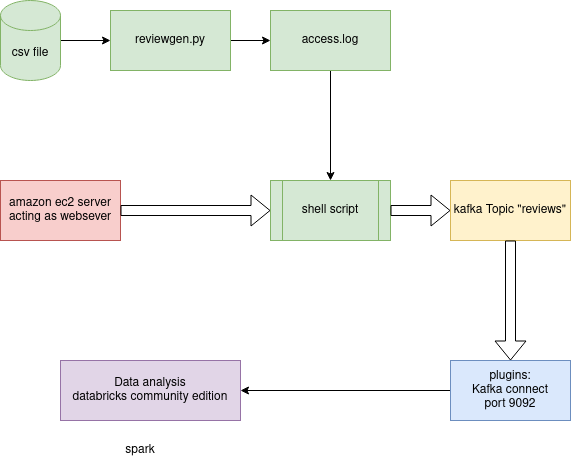 csv file
reviewgen.py
access.log
amazon ec2 server
acting as websever
shell script
kafka Topic "reviews"
Data analysis
databricks community edition
plugins:
Kafka connect
port 9092
spark